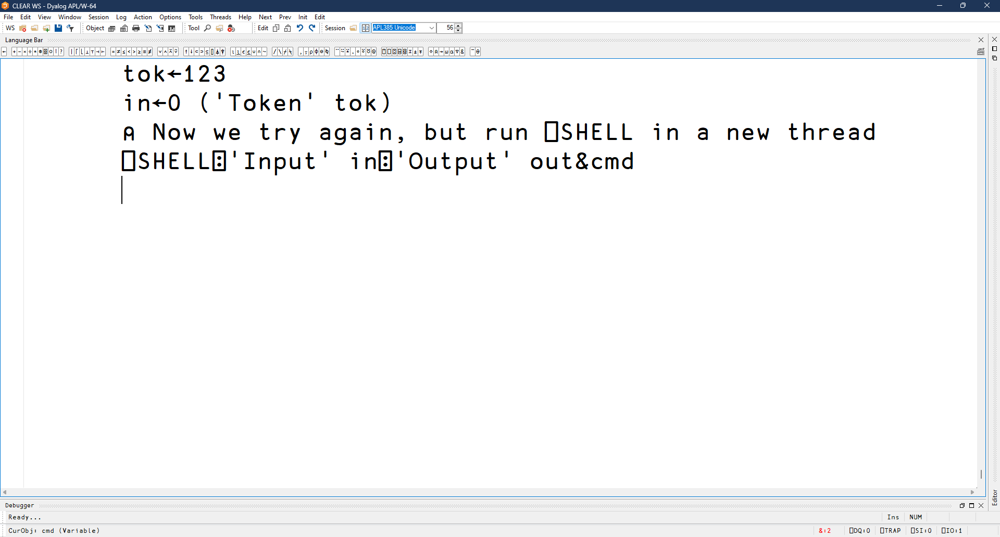 CLEAR WS - Dyalog APL/W-64
File Edit View Window Session Log Action Options Tools Threads Help Next Prev Init Edit
WS Object Tool Edit Session APL385 Unicode 56
Language Bar
← +-×÷*⍟⌹○!? |⌈⌊⊥⊤⊣⊢ =≠≤<>≥≡≢ ∨∧⍲⍱ ↑↓⊂⊃⊆⌷⍋⍒ ⍳⍸∊⍷∪∩~ /\⌿⍀ ,⍪⍴⌽⊖⍉ ¨⍨⍣.∘⍤⍥@ ⍞⎕⍠⌸⌺⌶⍎⍕ ⋄⍝→⍵⍺∇& ¯⍬
tok←123
in←0 ('Token' tok)
⍝ Now we try again, but run ⎕SHELL in a new thread
⎕SHELL⍠'Input' in⍠'Output' out&cmd
Debugger
Editor
Ready... Ins NUM
CurObj: cmd (Variable) &:2 ⎕DQ:0 ⎕TRAP ⎕SI:0 ⎕IO:1